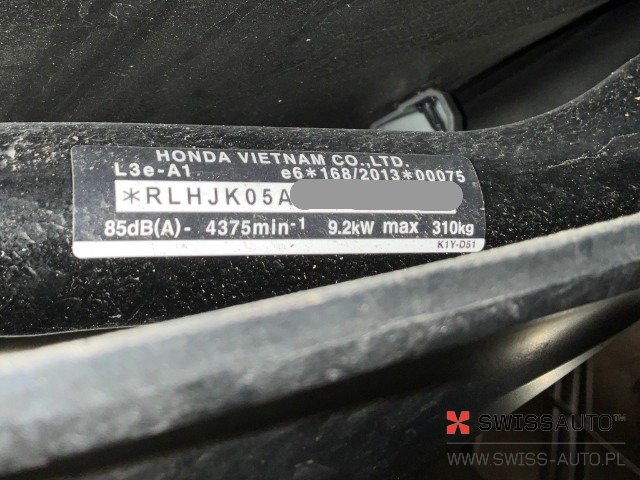 HONDA VIETNAM CO.,LTD.
L3e-A1 e6*168/2013*00075
*RLHJK05A
85dB(A)- 4375min-1 9.2kW max 310kg
K1Y-D51
SWISSAUTO™
WWW.SWISS-AUTO.PL